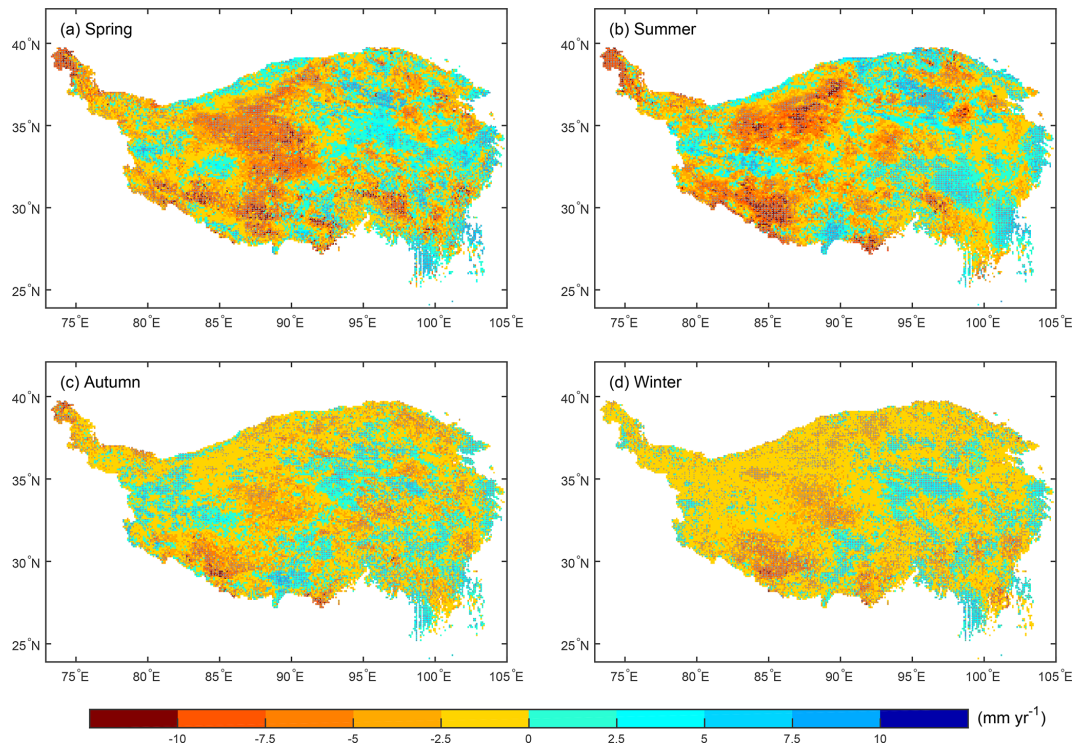 (a) Spring
40°N
35°N
30°N
25°N
75°E 80°E 85°E 90°E 95°E 100°E 105°E
(b) Summer
40°N
35°N
30°N
25°N
75°E 80°E 85°E 90°E 95°E 100°E 105°E
(c) Autumn
40°N
35°N
30°N
25°N
75°E 80°E 85°E 90°E 95°E 100°E 105°E
(d) Winter
40°N
35°N
30°N
25°N
75°E 80°E 85°E 90°E 95°E 100°E 105°E
-10 -7.5 -5 -2.5 0 2.5 5 7.5 10 (mm yr⁻¹)